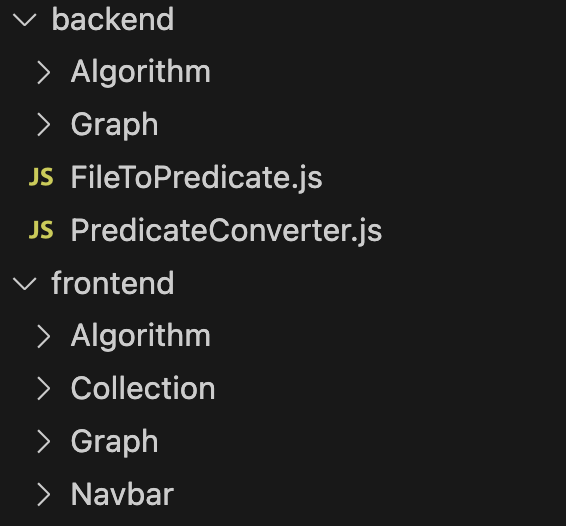 backend
Algorithm
Graph
JS FileToPredicate.js
JS PredicateConverter.js
frontend
Algorithm
Collection
Graph
Navbar